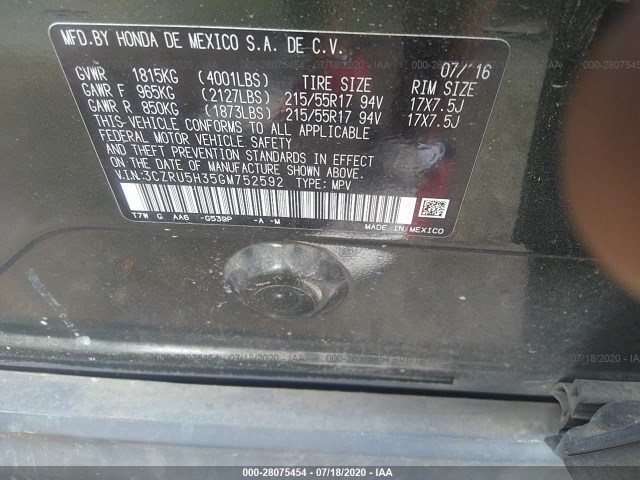 MFD.BY HONDA DE MEXICO S.A. DE C.V.
07/'16
GVWR 1815KG (4001LBS) TIRE SIZE RIM SIZE
GAWR F 965KG (2127LBS) 215/55R17 94V 17X7.5J
GAWR R 850KG (1873LBS) 215/55R17 94V 17X7.5J
THIS VEHICLE CONFORMS TO ALL APPLICABLE
FEDERAL MOTOR VEHICLE SAFETY
AND THEFT PREVENTION STANDARDS IN
EFFECT ON THE DATE OF
MANUFACTURE SHOWN ABOVE.
V.I.N:3CZRU5H35GM752592 TYPE: MPV
T7W G AA6 -G539P -A -M
MADE IN MEXICO
000-28075454 - 07/18/2020 - IAA